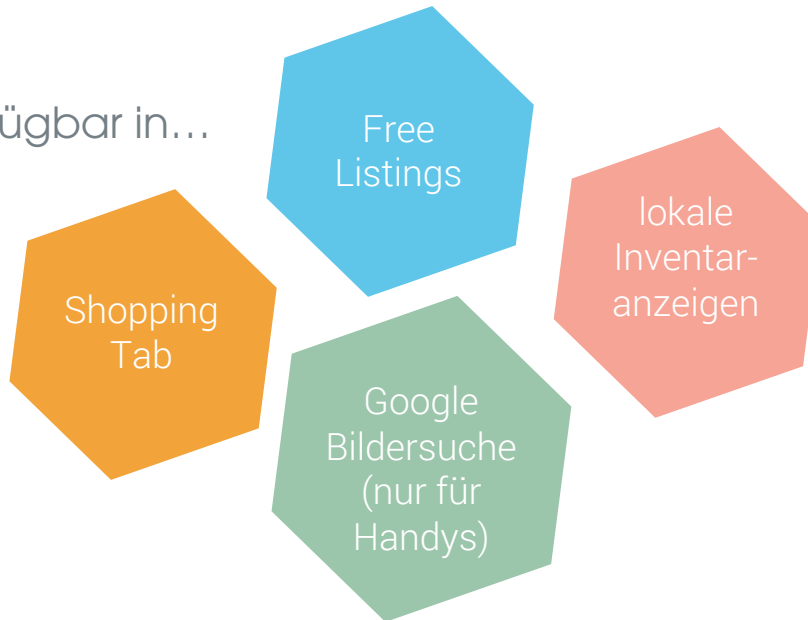 ügbar in...
Free
Listings
lokale
Inventar-
anzeigen
Shopping
Tab
Google
Bildersuche
(nur für
Handys)